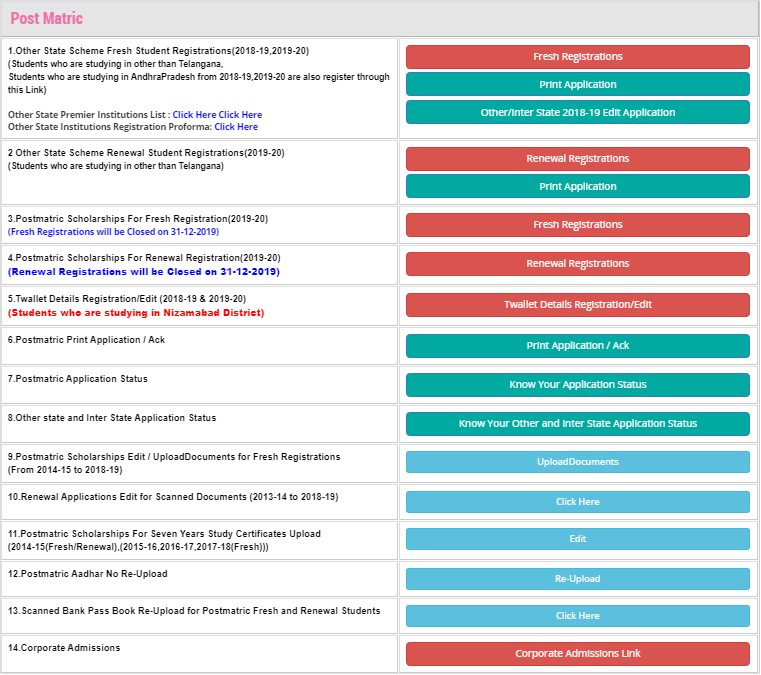 Post Matric
1.Other State Scheme Fresh Student Registrations(2018-19,2019-20)
(Students who are studying in other than Telangana,
Students who are studying in AndhraPradesh from 2018-19,2019-20 are also register through
this Link)
Other State Premier Institutions List : Click Here Click Here
Other State Institutions Registration Proforma: Click Here
Fresh Registrations
Print Application
Other/Inter State 2018-19 Edit Application
2 Other State Scheme Renewal Student Registrations(2019-20)
(Students who are studying in other than Telangana)
Renewal Registrations
Print Application
3.Postmatric Scholarships For Fresh Registration(2019-20)
(Fresh Registrations will be Closed on 31-12-2019)
Fresh Registrations
4.Postmatric Scholarships For Renewal Registration(2019-20)
(Renewal Registrations will be Closed on 31-12-2019)
Renewal Registrations
5.Twallet Details Registration/Edit (2018-19 & 2019-20)
(Students who are studying in Nizamabad District)
Twallet Details Registration/Edit
6.Postmatric Print Application / Ack
Print Application / Ack
7.Postmatric Application Status
Know Your Application Status
8.Other state and Inter State Application Status
Know Your Other and Inter State Application Status
9.Postmatric Scholarships Edit / UploadDocuments for Fresh Registrations
(From 2014-15 to 2018-19)
UploadDocuments
10.Renewal Applications Edit for Scanned Documents (2013-14 to 2018-19)
Click Here
11.Postmatric Scholarships For Seven Years Study Certificates Upload
(2014-15(Fresh/Renewal),(2015-16,2016-17,2017-18(Fresh)))
Edit
12.Postmatric Aadhar No Re-Upload
Re-Upload
13.Scanned Bank Pass Book Re-Upload for Postmatric Fresh and Renewal Students
Click Here
14.Corporate Admissions
Corporate Admissions Link